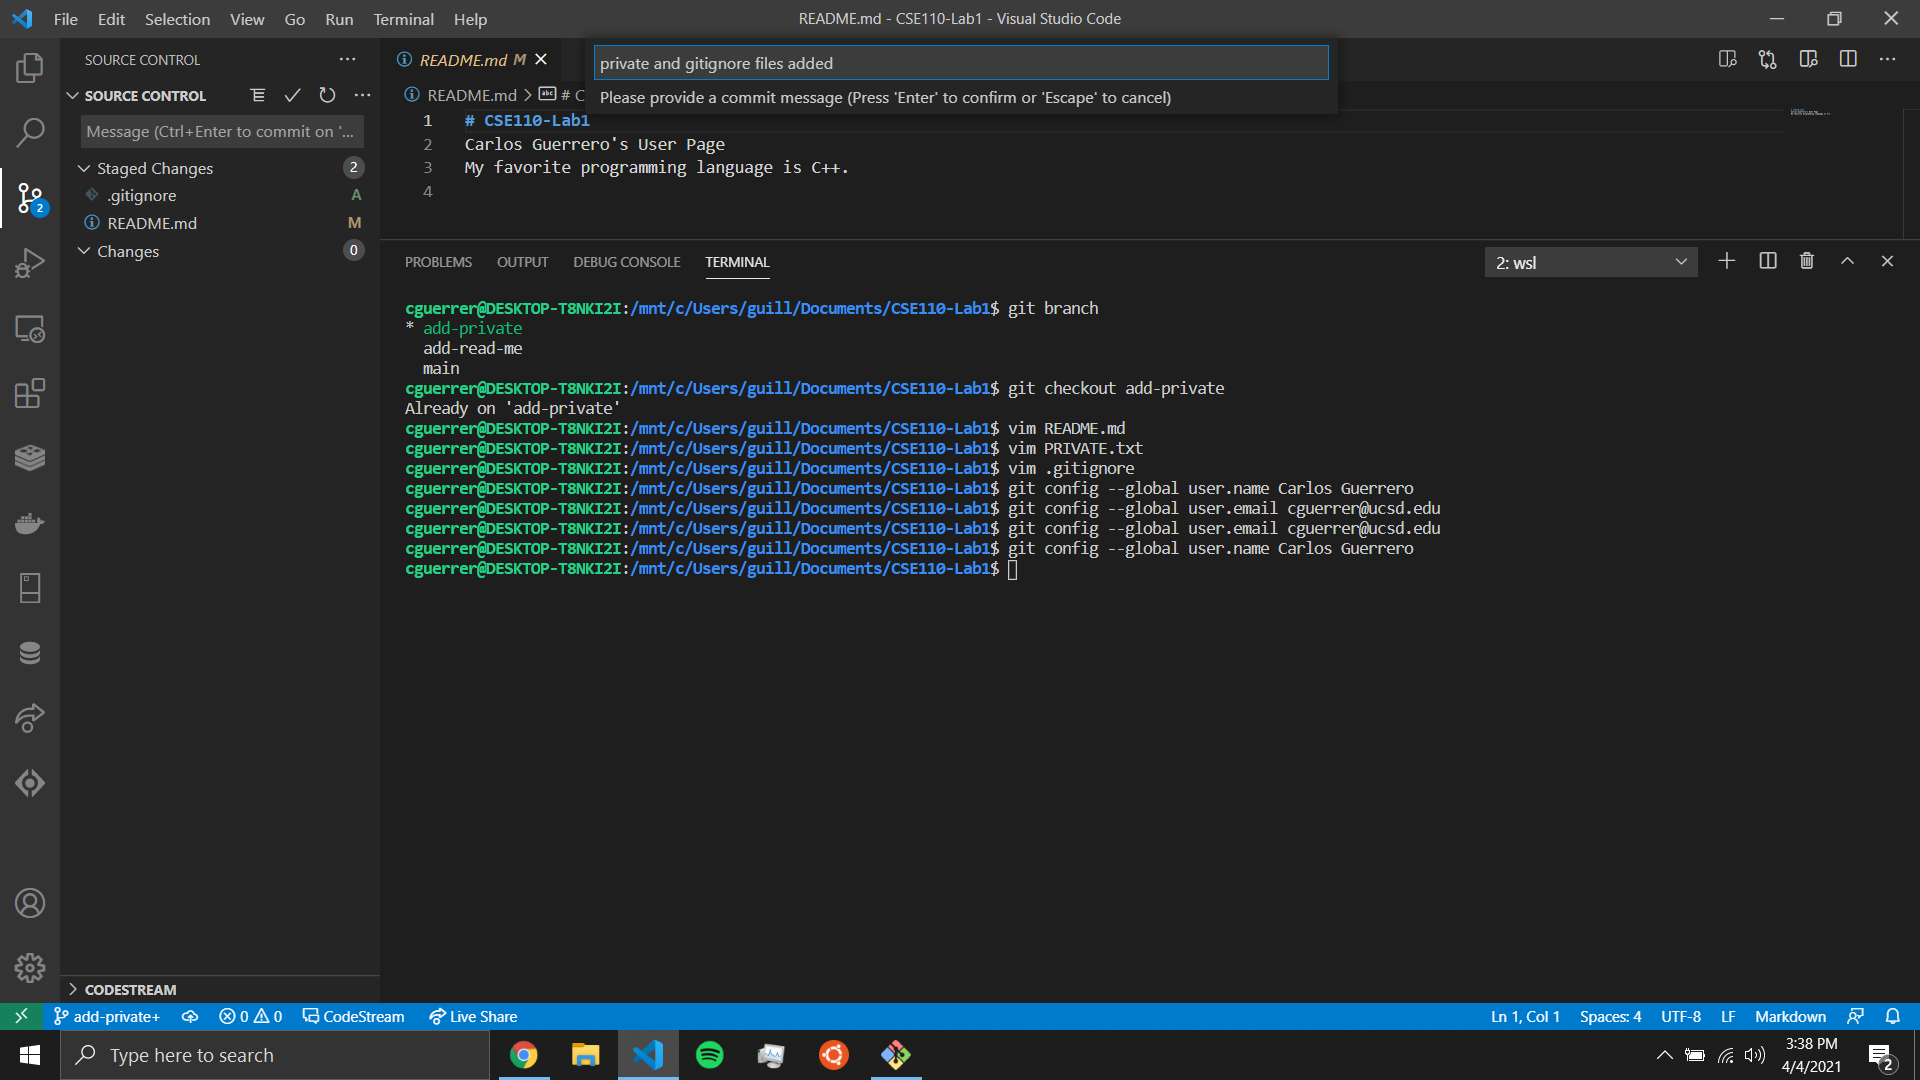 File Edit Selection View Go Run Terminal Help
README.md - CSE110-Lab1 - Visual Studio Code
SOURCE CONTROL
README.md M
private and gitignore files added
Please provide a commit message (Press 'Enter' to confirm or 'Escape' to cancel)
SOURCE CONTROL
README.md > # C
Message (Ctrl+Enter to commit on '...
Staged Changes 2
.gitignore A
README.md M
Changes 0
1 # CSE110-Lab1
2 Carlos Guerrero's User Page
3 My favorite programming language is C++.
4
2
PROBLEMS OUTPUT DEBUG CONSOLE TERMINAL
2: wsl
cguerrer@DESKTOP-T8NKI2I:/mnt/c/Users/guill/Documents/CSE110-Lab1$ git branch
* add-private
add-read-me
main
cguerrer@DESKTOP-T8NKI2I:/mnt/c/Users/guill/Documents/CSE110-Lab1$ git checkout add-private
Already on 'add-private'
cguerrer@DESKTOP-T8NKI2I:/mnt/c/Users/guill/Documents/CSE110-Lab1$ vim README.md
cguerrer@DESKTOP-T8NKI2I:/mnt/c/Users/guill/Documents/CSE110-Lab1$ vim PRIVATE.txt
cguerrer@DESKTOP-T8NKI2I:/mnt/c/Users/guill/Documents/CSE110-Lab1$ vim .gitignore
cguerrer@DESKTOP-T8NKI2I:/mnt/c/Users/guill/Documents/CSE110-Lab1$ git config --global user.name Carlos Guerrero
cguerrer@DESKTOP-T8NKI2I:/mnt/c/Users/guill/Documents/CSE110-Lab1$ git config --global user.email cguerrer@ucsd.edu
cguerrer@DESKTOP-T8NKI2I:/mnt/c/Users/guill/Documents/CSE110-Lab1$ git config --global user.email cguerrer@ucsd.edu
cguerrer@DESKTOP-T8NKI2I:/mnt/c/Users/guill/Documents/CSE110-Lab1$ git config --global user.name Carlos Guerrero
cguerrer@DESKTOP-T8NKI2I:/mnt/c/Users/guill/Documents/CSE110-Lab1$
CODESTREAM
add-private+ 0 0 CodeStream Live Share
Ln 1, Col 1 Spaces: 4 UTF-8 LF Markdown
Type here to search
3:38 PM
4/4/2021
2